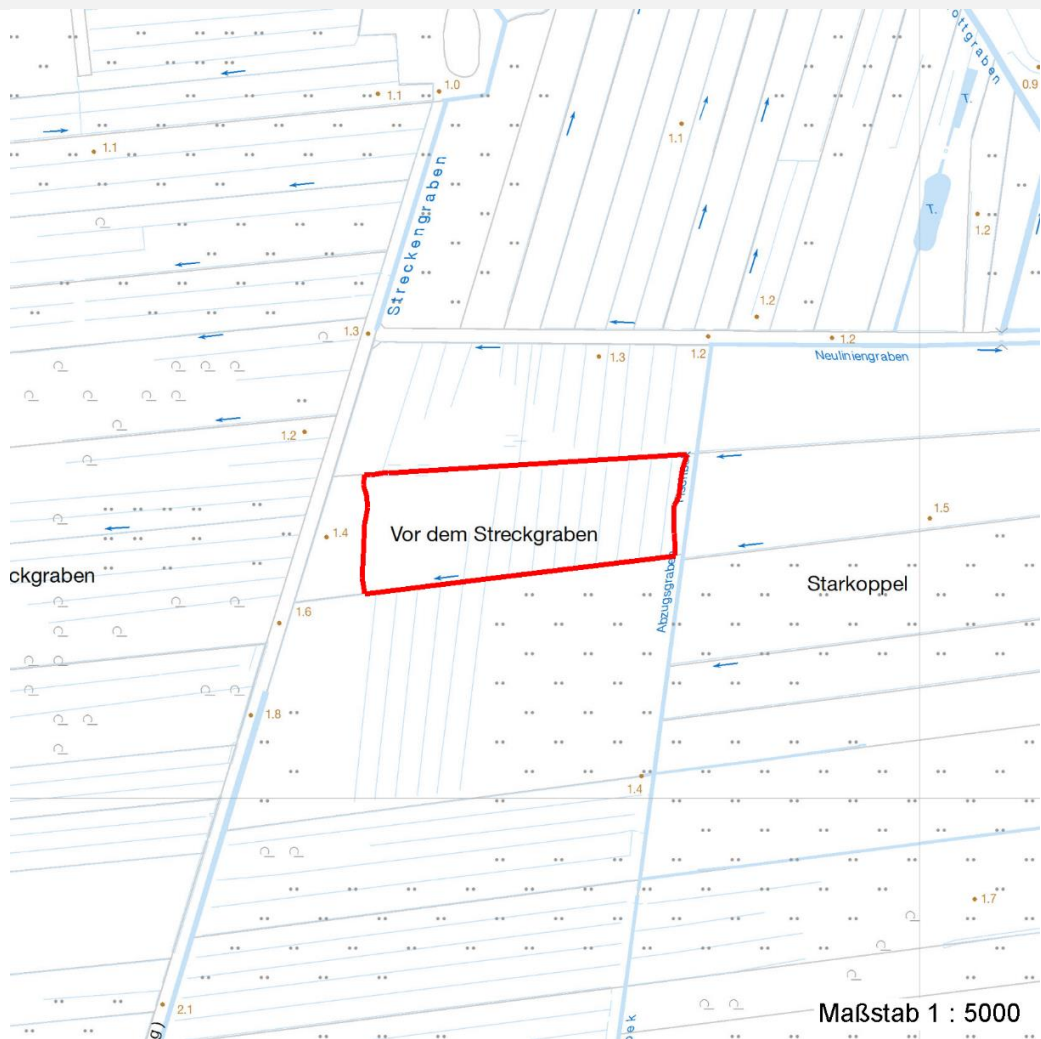 1.0
1.1
0.9
T.
1.1
1.1
Streckengraben
T.
1.2
1.2
1.3
1.2
1.2
1.3
Neuliniengraben
1.2
1.5
1.4
Vor dem Streckgraben
ckgraben
Abzugsgraben
Starkoppel
1.6
1.8
1.4
1.7
2.1
Maßstab 1 : 5000
g)
bek